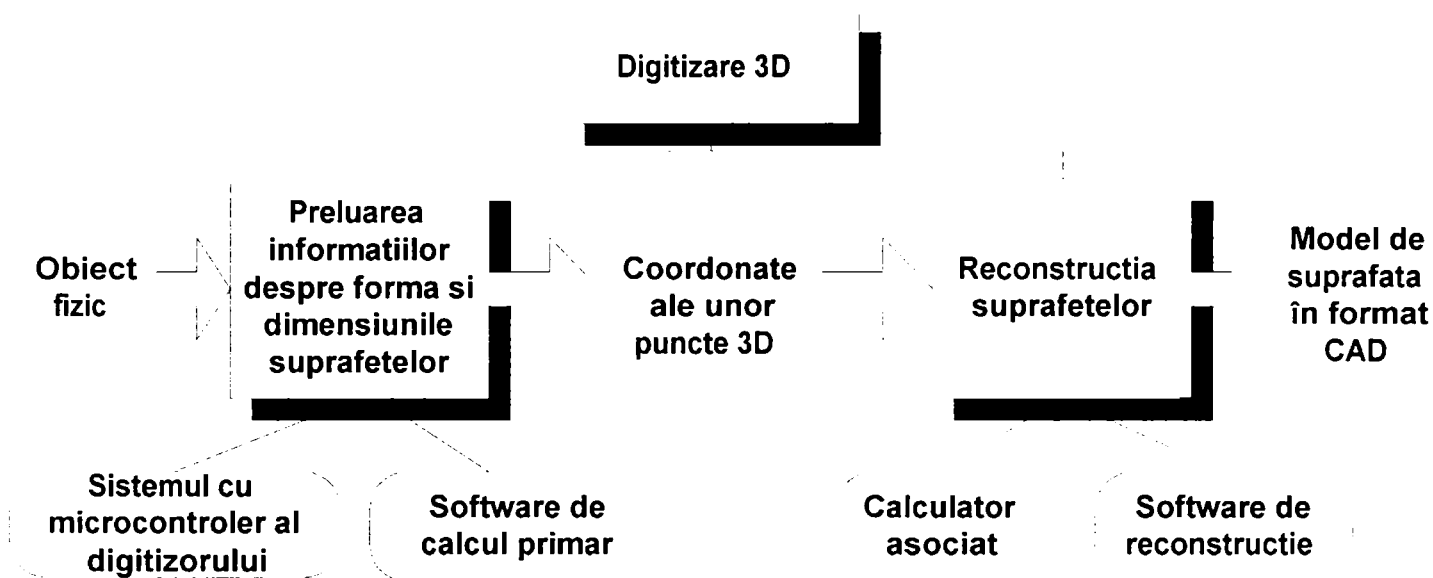 Digitizare 3D
Obiect
fizic
Preluarea
informatiilor
despre forma si
dimensiunile
suprafetelor
Coordonate
ale unor
puncte 3D
Reconstructia
suprafetelor
Model de
suprafata
în format
CAD
Sistemul cu
microcontroler al
digitizorului
Software de
calcul primar
Calculator
asociat
Software de
reconstructie